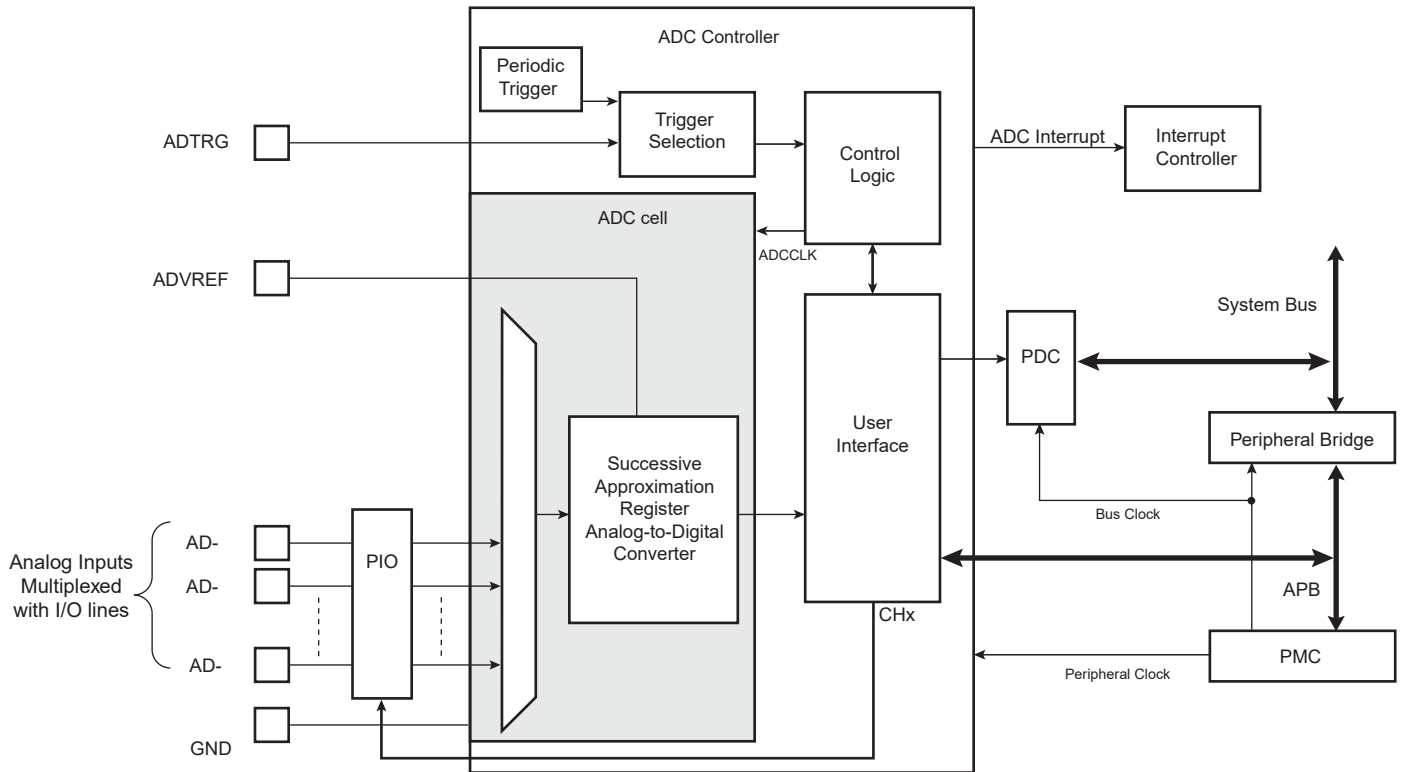 ADC Controller
Periodic
Trigger
Trigger
Selection
Control
Logic
ADTRG
ADC Interrupt
Interrupt
Controller
ADC cell
ADCCLK
ADVREF
System Bus
PDC
User
Interface
Peripheral Bridge
Successive
Approximation
Register
Analog-to-Digital
Converter
Bus Clock
Analog Inputs
Multiplexed
with I/O lines
AD-
AD-
AD-
PIO
APB
CHx
PMC
Peripheral Clock
GND